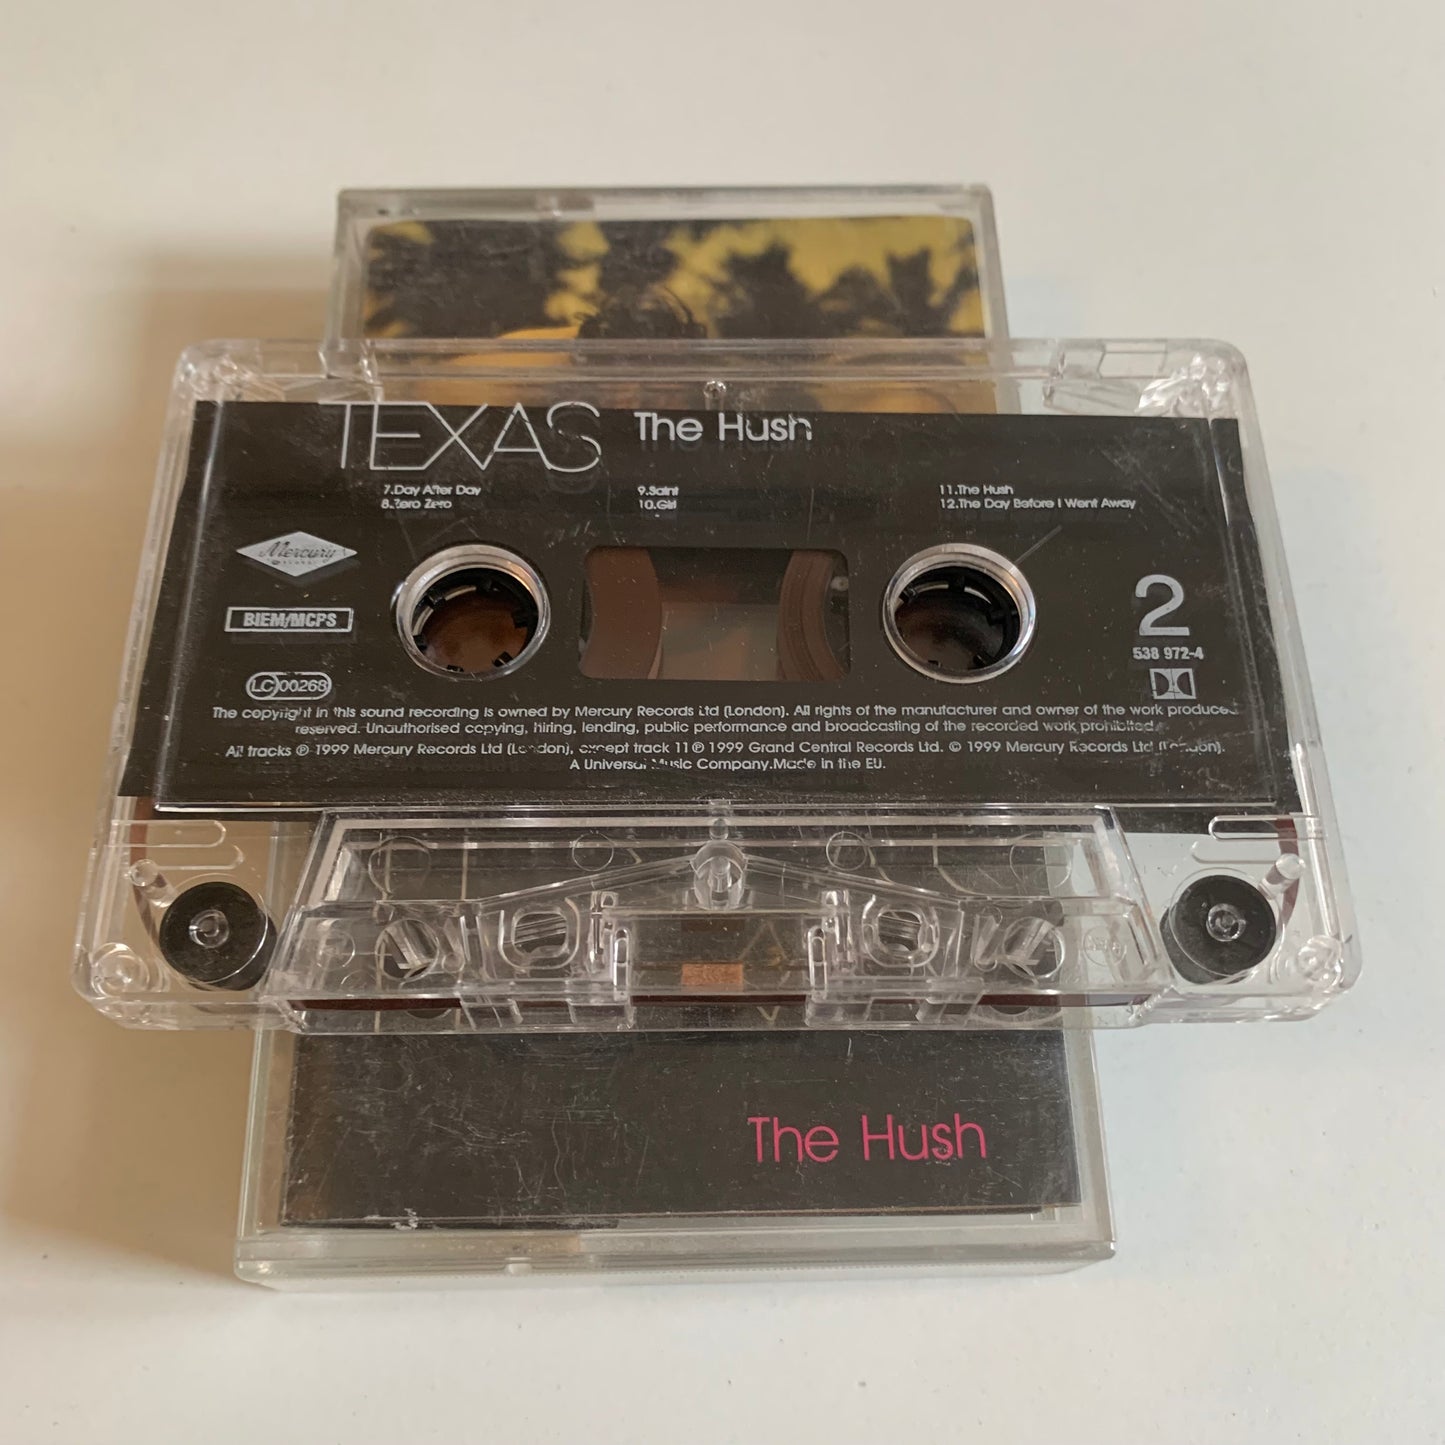 TEXAS The Hush
7.Day After Day 9.Saint 11.The Hush
8.Zero Zero 10.Girl 12.The Day Before I Went Away
Mercury
RECORDS
BIEM/MCPS
2
538 972-4
LC 00268
The copyright in this sound recording is owned by Mercury Records Ltd (London). All rights of the manufacturer and owner of the work produced
reserved. Unauthorised copying, hiring, lending, public performance and broadcasting of the recorded work prohibited.
All tracks ℗ 1999 Mercury Records Ltd (London), except track 11 ℗ 1999 Grand Central Records Ltd. © 1999 Mercury Records Ltd (London).
A Universal Music Company.Made in the EU.
The Hush